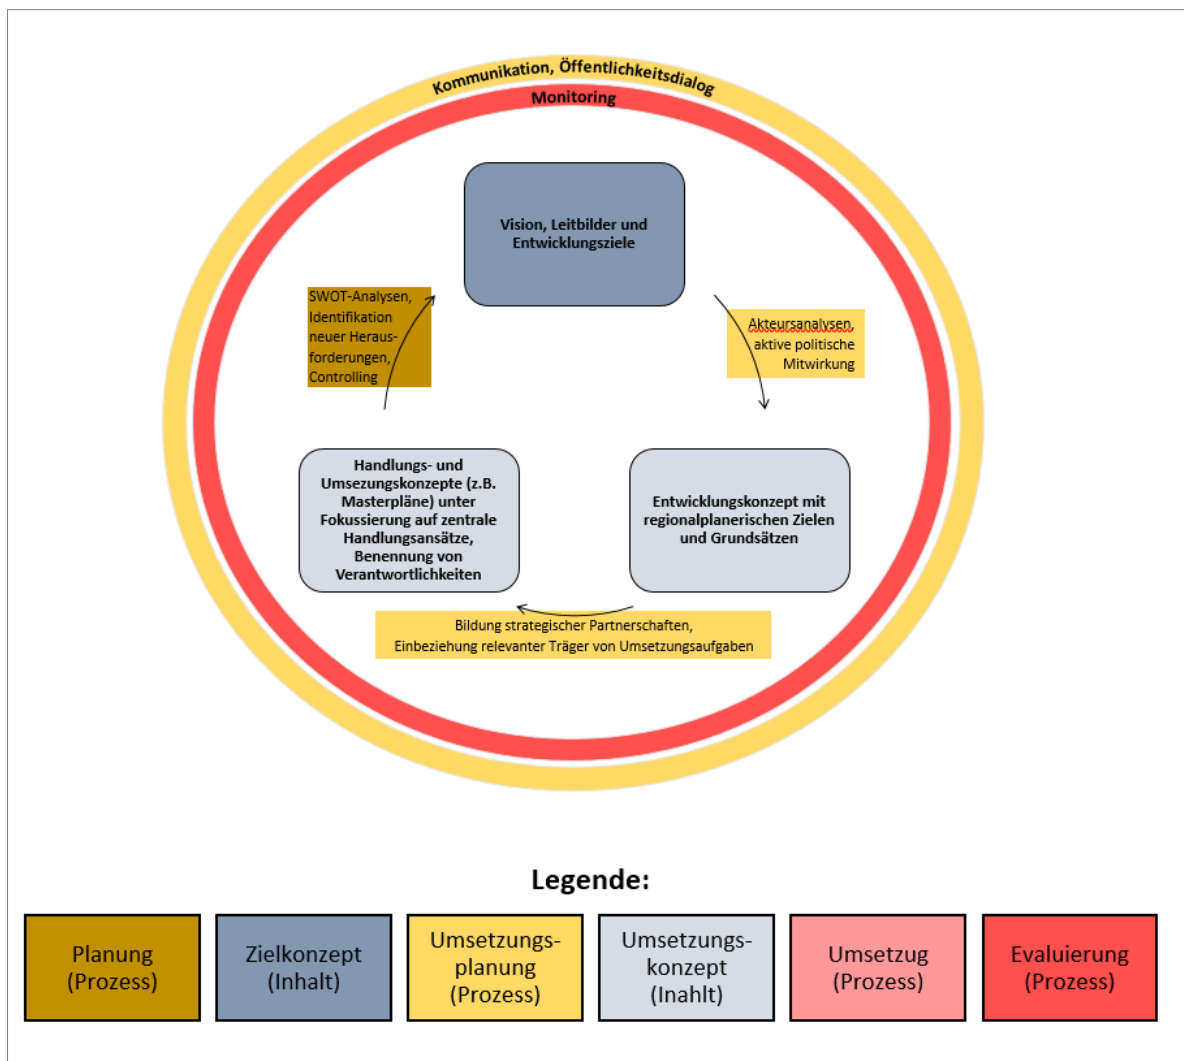 Kommunikation, Öffentlichkeitsdialog
Monitoring
Vision, Leitbilder und
Entwicklungsziele
SWOT-Analysen,
Identifikation
neuer Heraus-
forderungen,
Controlling
Akteursanalysen,
aktive politische
Mitwirkung
Handlungs- und
Umsezungskonzepte (z.B.
Masterpläne) unter
Fokussierung auf zentrale
Handlungsansätze,
Benennung von
Verantwortlichkeiten
Entwicklungskonzept mit
regionalplanerischen Zielen
und Grundsätzen
Bildung strategischer Partnerschaften,
Einbeziehung relevanter Träger von Umsetzungsaufgaben
Legende:
Planung
(Prozess)
Zielkonzept
(Inhalt)
Umsetzungs-
planung
(Prozess)
Umsetzungs-
konzept
(Inahlt)
Umsetzug
(Prozess)
Evaluierung
(Prozess)